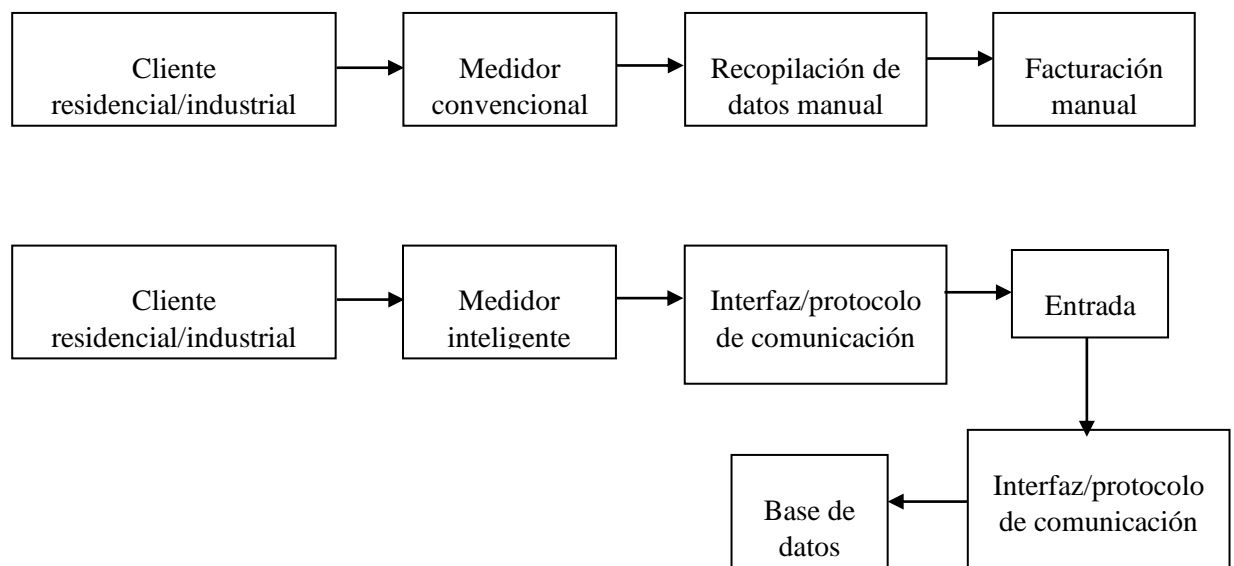 Cliente
residencial/industrial
Medidor
convencional
Recopilación de
datos manual
Facturación
manual
Cliente
residencial/industrial
Medidor
inteligente
Interfaz/protocolo
de comunicación
Entrada
Interfaz/protocolo
de comunicación
Base de
datos